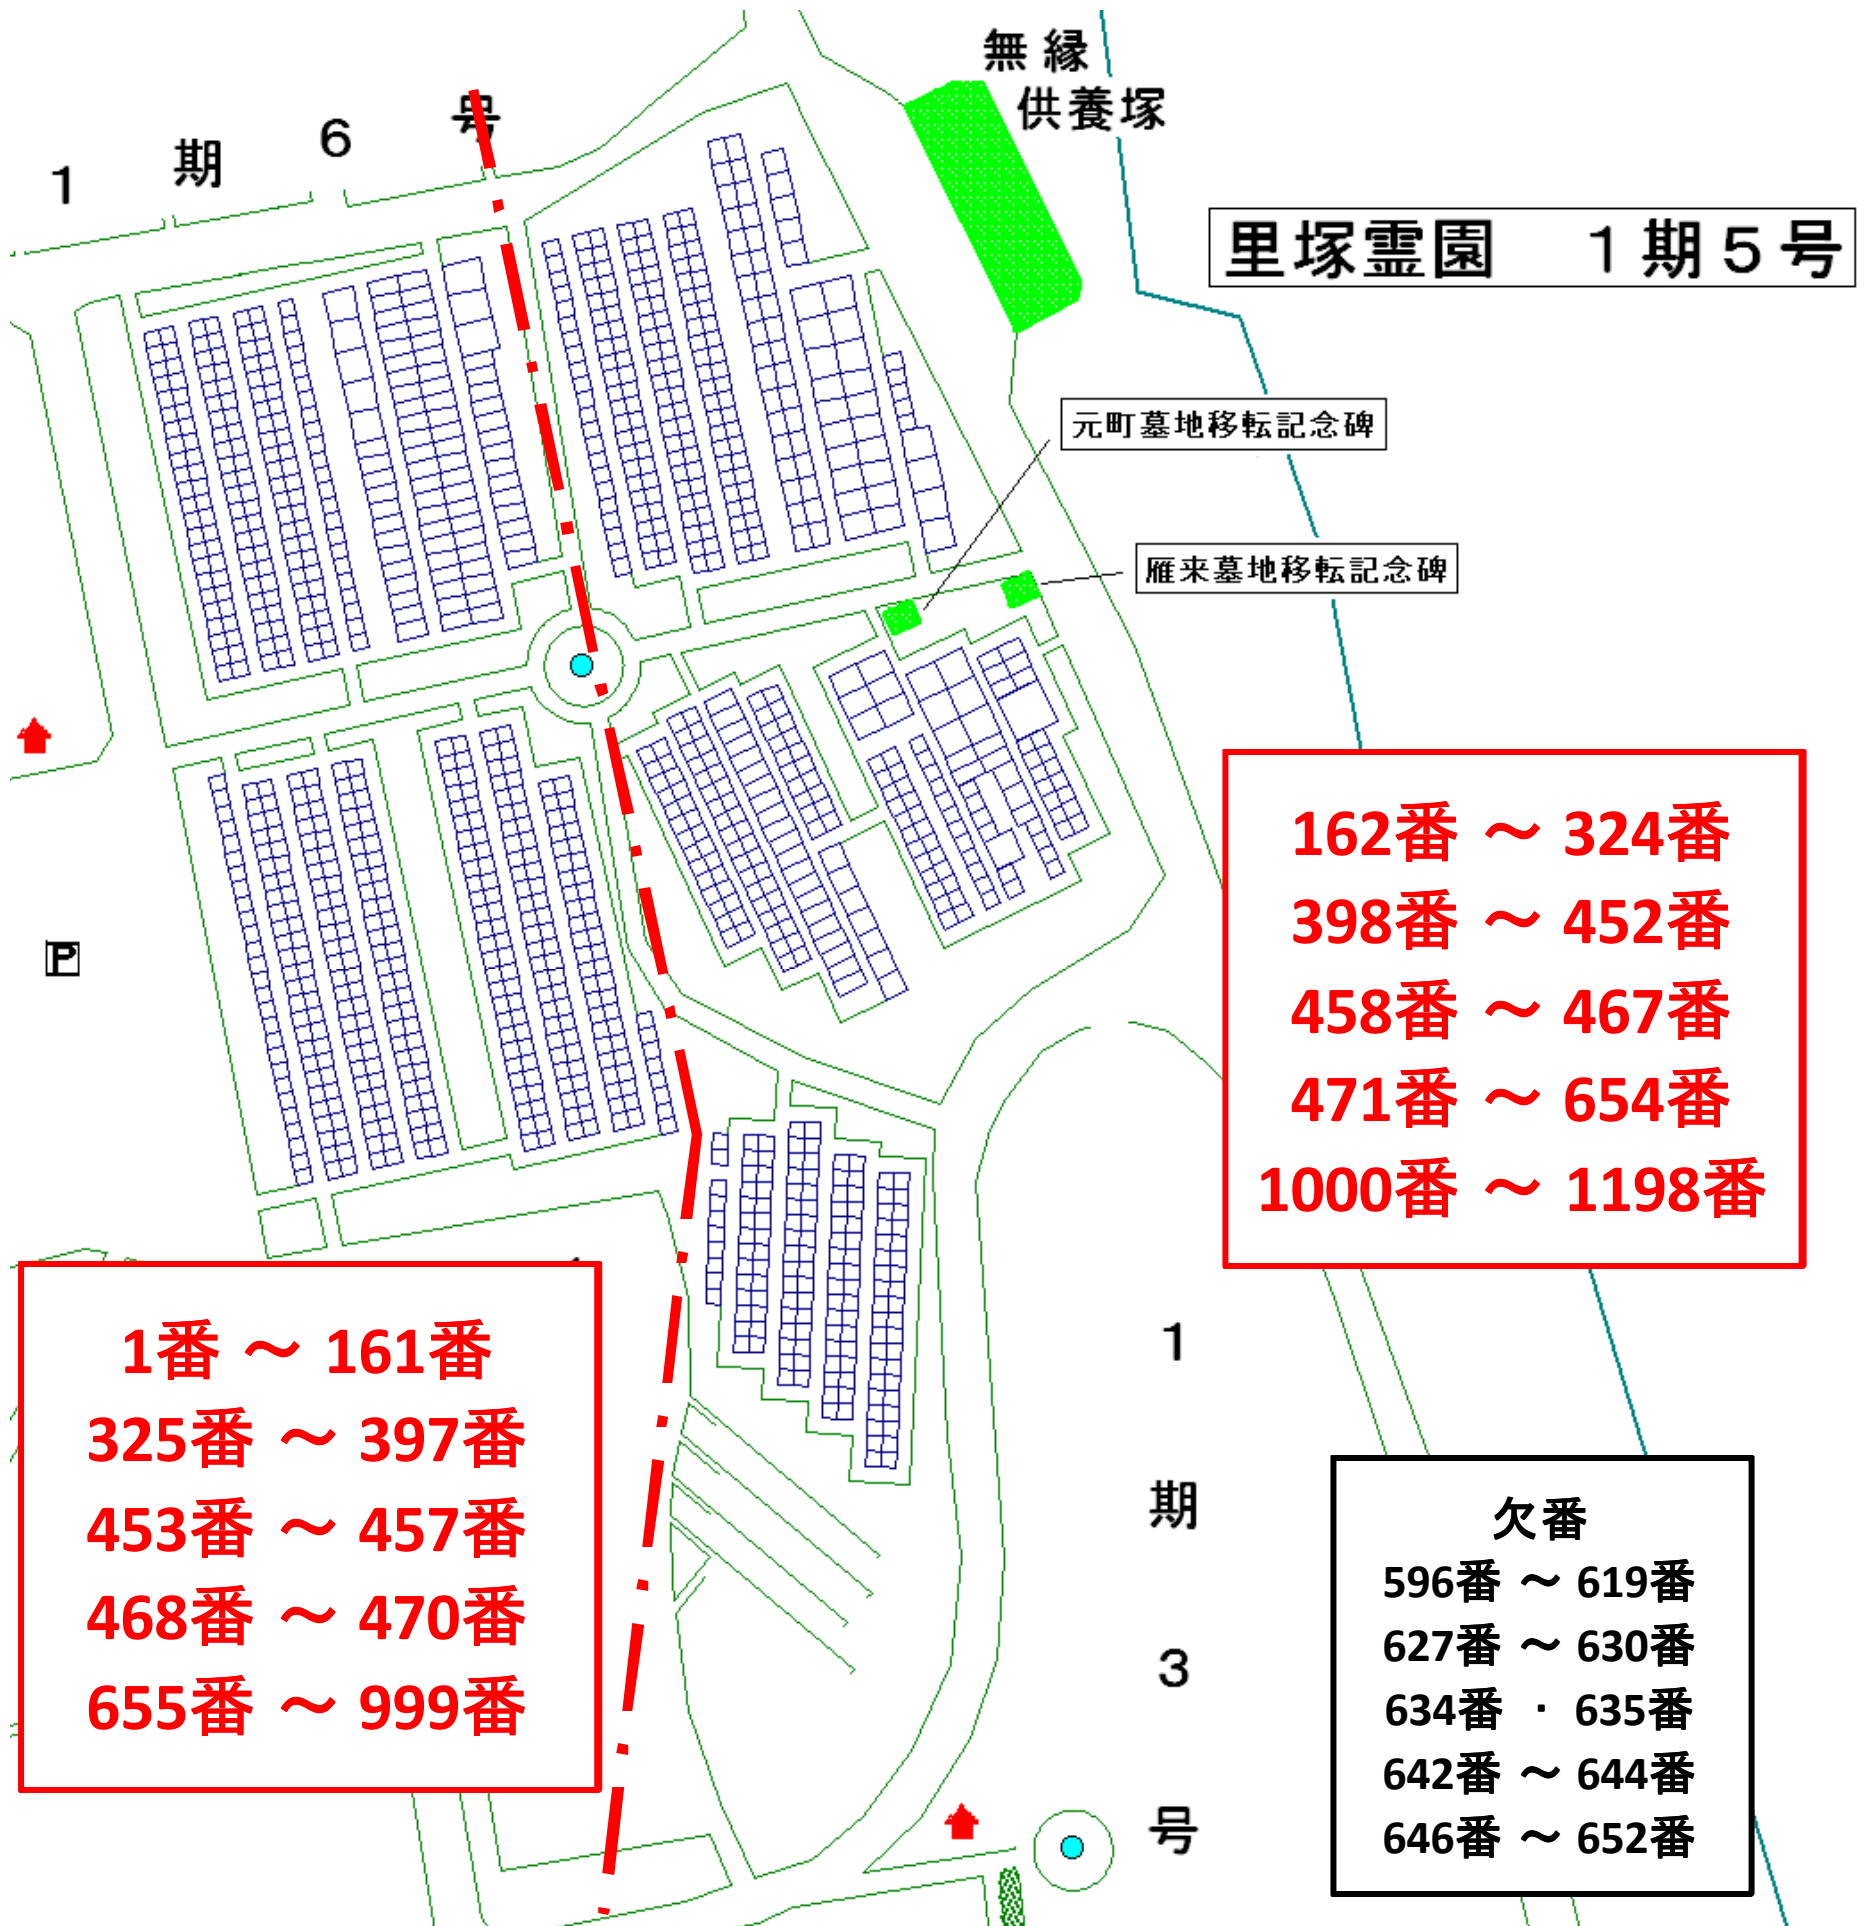 無縁
供養塚
1期6号
里塚霊園　1期5号
元町墓地移転記念碑
雁来墓地移転記念碑
P
162番 ～ 324番
398番 ～ 452番
458番 ～ 467番
471番 ～ 654番
1000番 ～ 1198番
1番 ～ 161番
325番 ～ 397番
453番 ～ 457番
468番 ～ 470番
655番 ～ 999番
1期3号
欠番
596番 ～ 619番
627番 ～ 630番
634番 ・ 635番
642番 ～ 644番
646番 ～ 652番